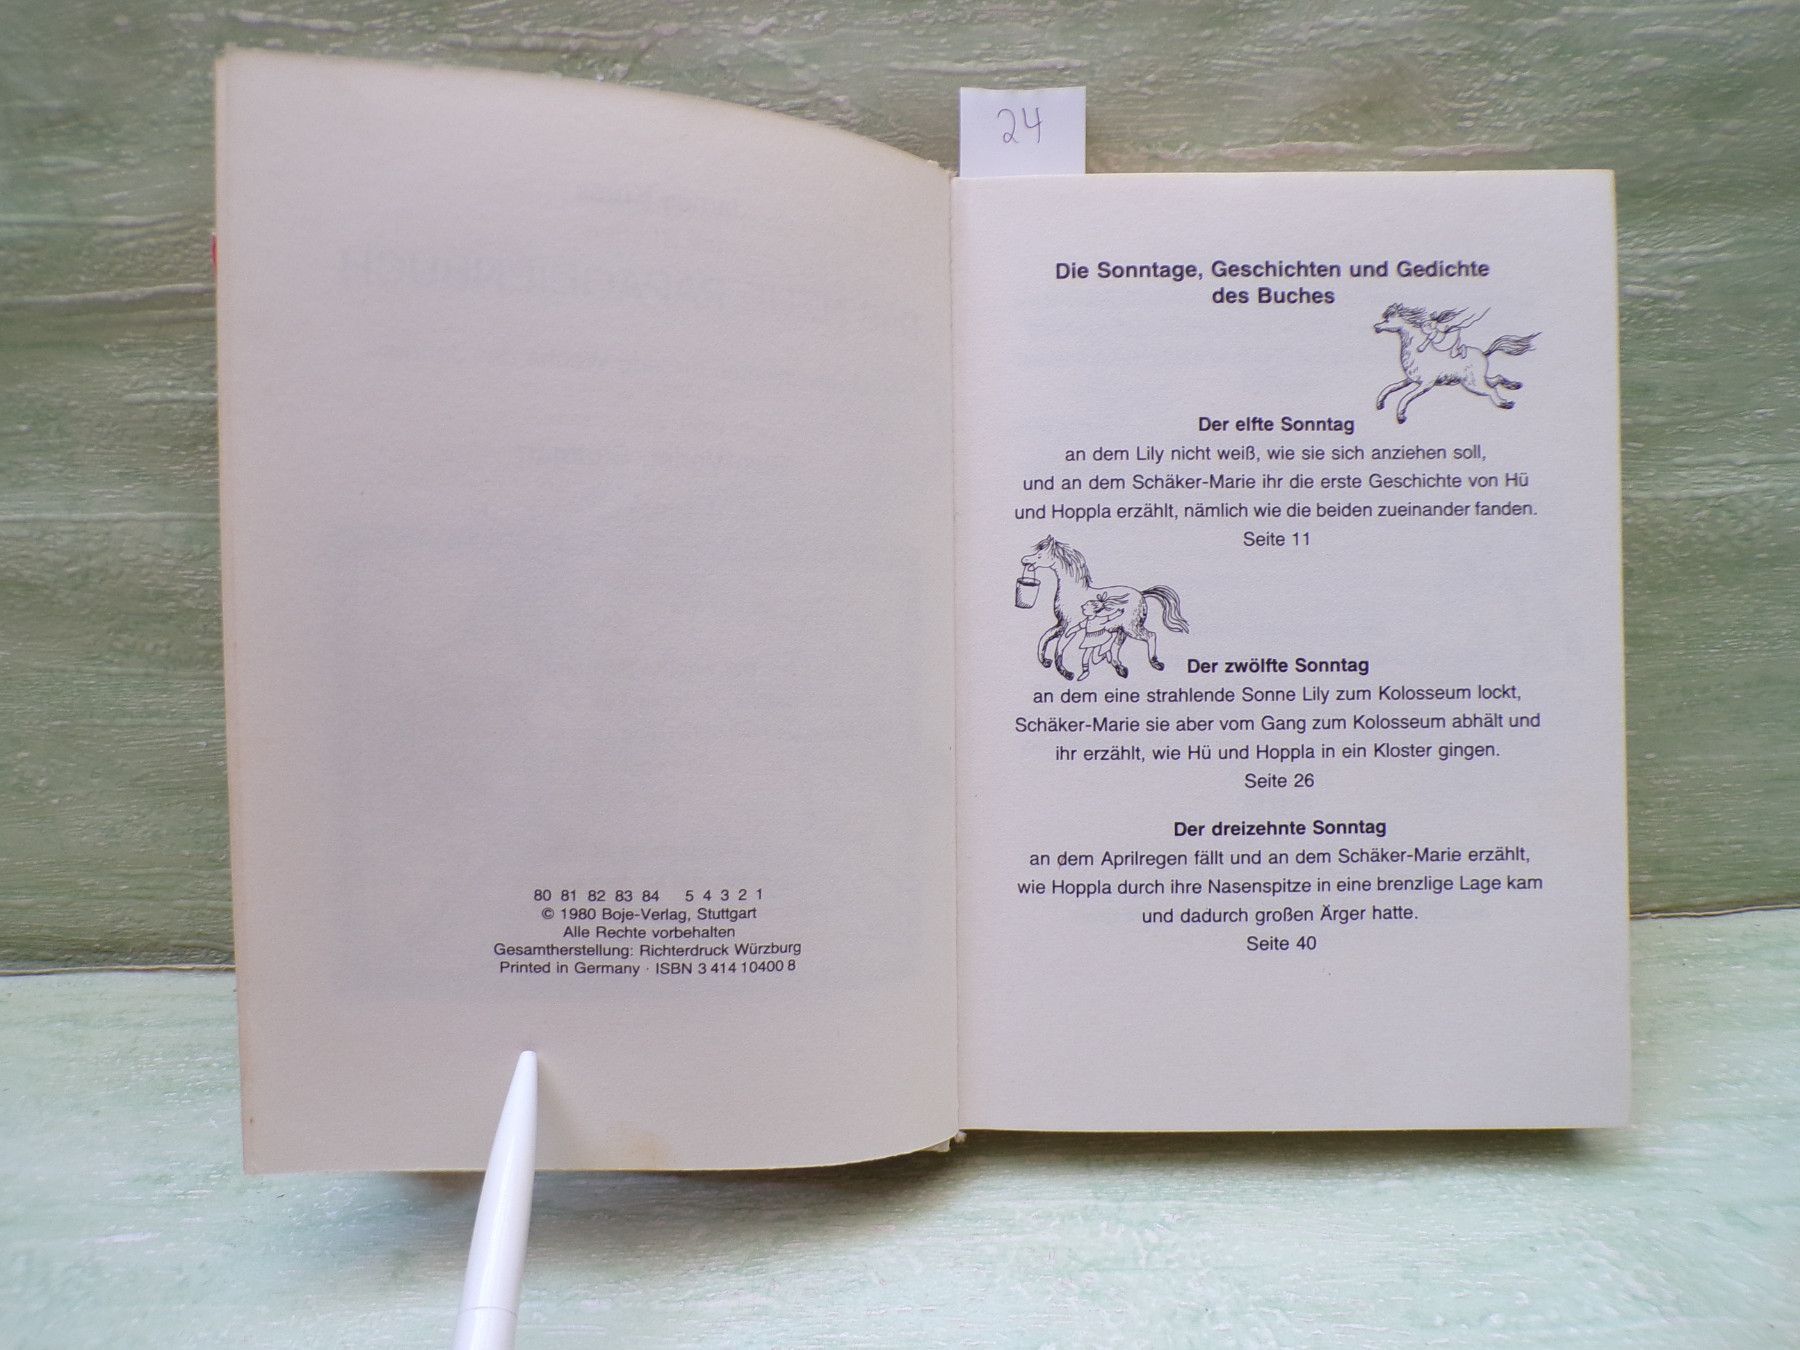 24
80 81 82 83 84 5 4 3 2 1
© 1980 Boje-Verlag, Stuttgart
Alle Rechte vorbehalten
Gesamtherstellung: Richterdruck Würzburg
Printed in Germany · ISBN 3 414 10400 8
Die Sonntage, Geschichten und Gedichte
des Buches
Der elfte Sonntag
an dem Lily nicht weiß, wie sie sich anziehen soll,
und an dem Schäker-Marie ihr die erste Geschichte von Hü
und Hoppla erzählt, nämlich wie die beiden zueinander fanden.
Seite 11
Der zwölfte Sonntag
an dem eine strahlende Sonne Lily zum Kolosseum lockt,
Schäker-Marie sie aber vom Gang zum Kolosseum abhält und
ihr erzählt, wie Hü und Hoppla in ein Kloster gingen.
Seite 26
Der dreizehnte Sonntag
an dem Aprilregen fällt und an dem Schäker-Marie erzählt,
wie Hoppla durch ihre Nasenspitze in eine brenzlige Lage kam
und dadurch großen Ärger hatte.
Seite 40